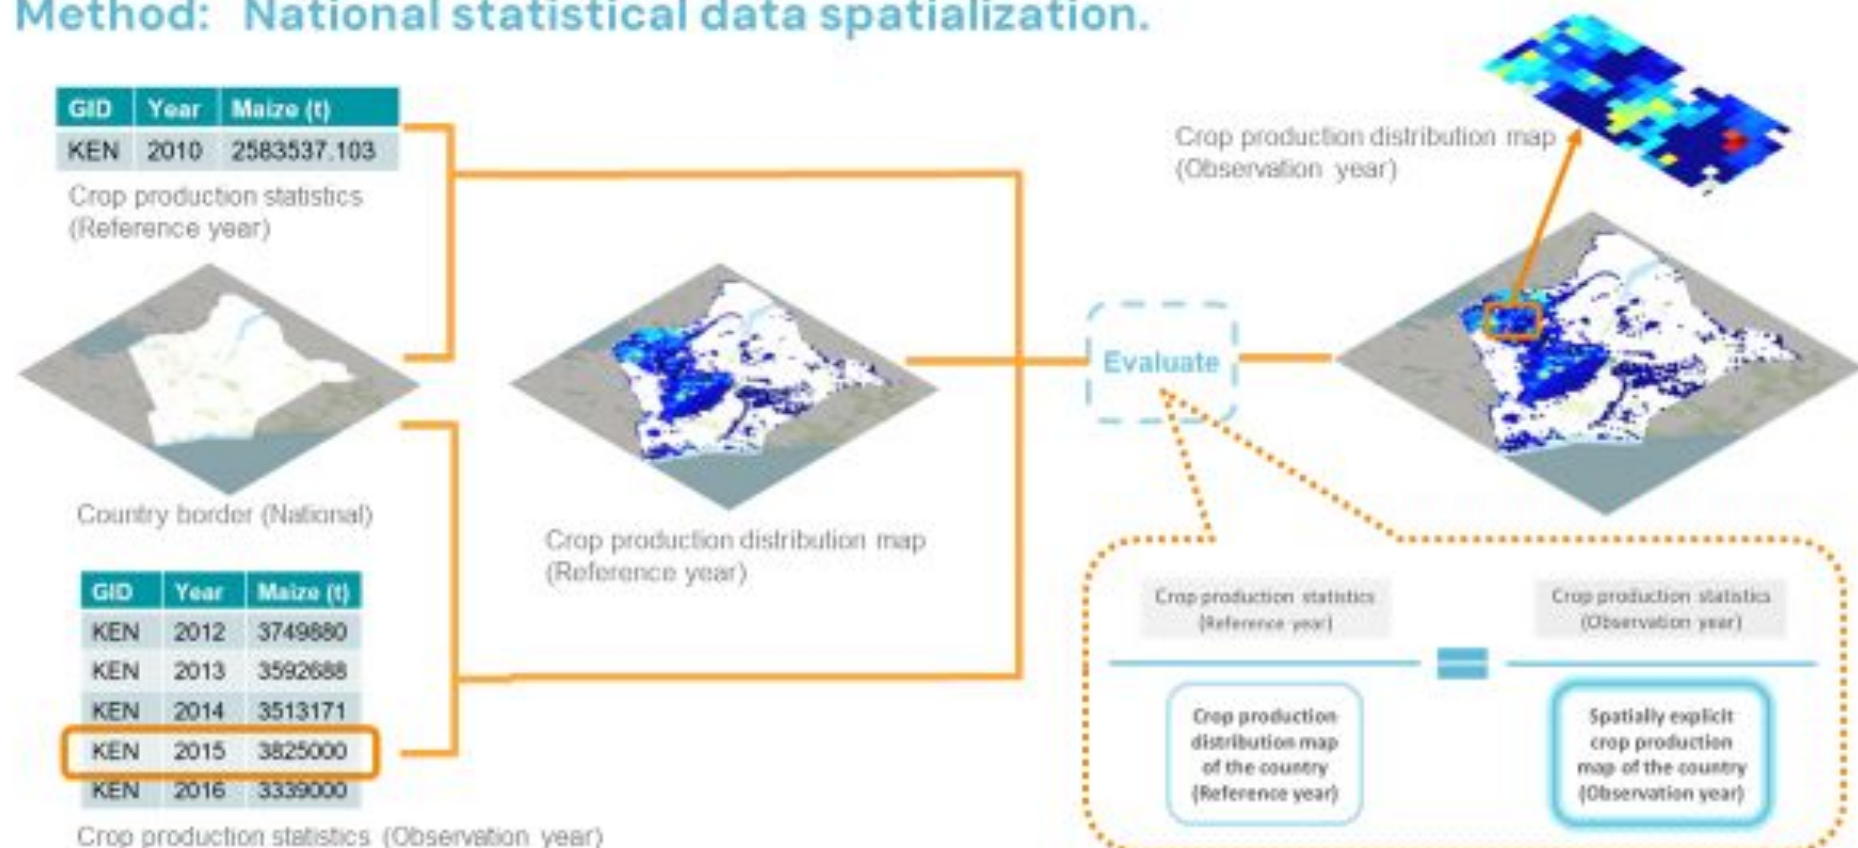 Method: National statistical data spatialization.
GID Year Maize (t)
KEN 2010 2583537.103
Crop production statistics
(Reference year)
Country border (National)
GID Year Maize (t)
KEN 2012 3749880
KEN 2013 3592688
KEN 2014 3513171
KEN 2015 3825000
KEN 2016 3339000
Crop production statistics (Observation year)
Crop production distribution map
(Reference year)
Evaluate
Crop production distribution map
(Observation year)
Crop production statistics
(Reference year)
Crop production
distribution map
of the country
(Reference year)
Crop production statistics
(Observation year)
Spatially explicit
crop production
map of the country
(Observation year)